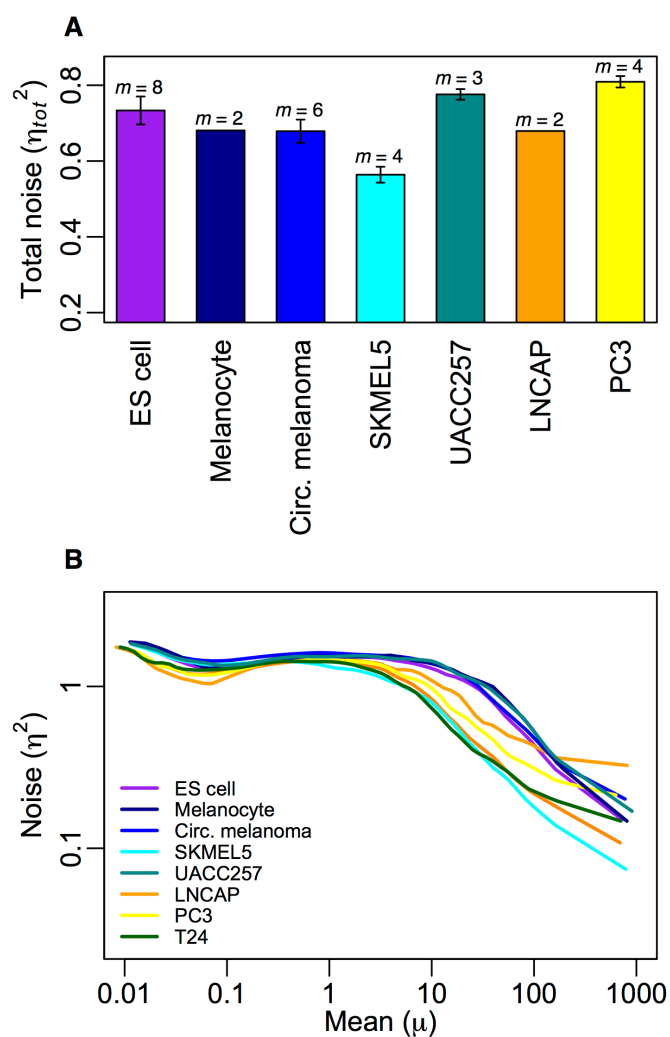 A
Total noise (ηtot²)
0.2
0.4
0.6
0.8
m = 8
m = 2
m = 6
m = 4
m = 3
m = 2
m = 4
ES cell
Melanocyte
Circ. melanoma
SKMEL5
UACC257
LNCAP
PC3
B
Noise (η²)
1
0.1
ES cell
Melanocyte
Circ. melanoma
SKMEL5
UACC257
LNCAP
PC3
T24
0.01 0.1 1 10 100 1000
Mean (μ)